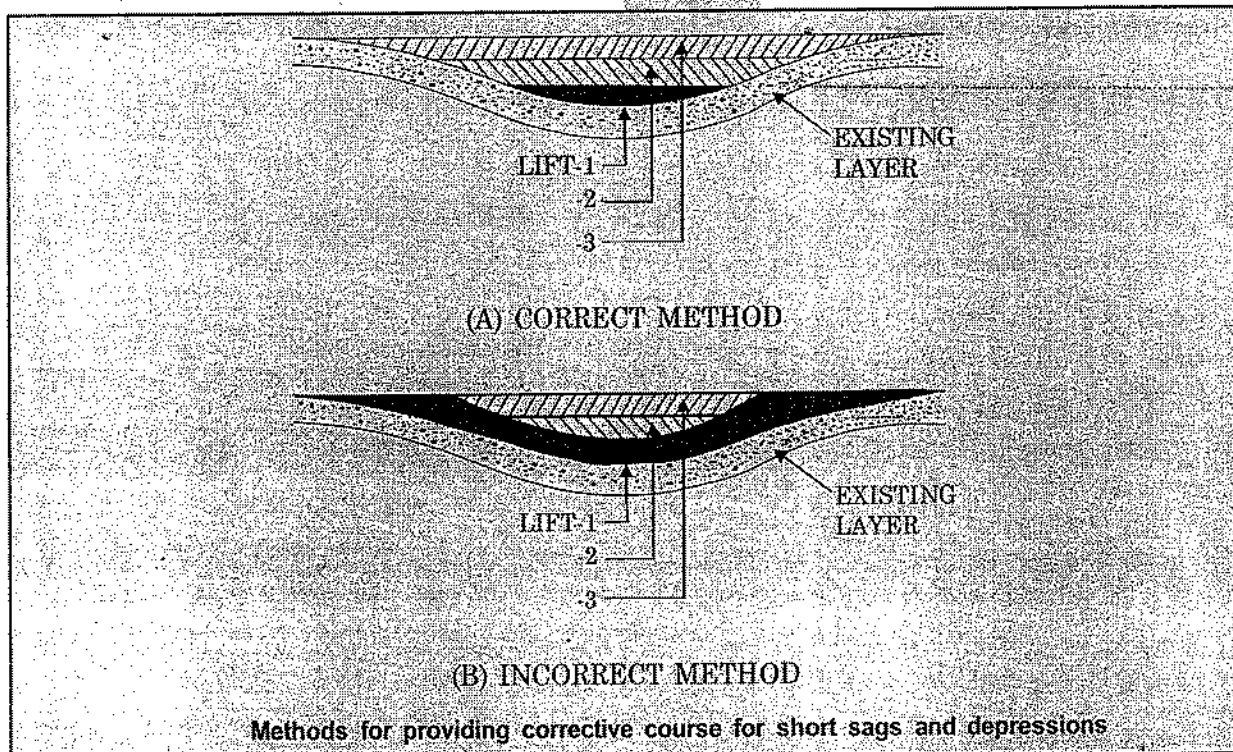 LIFT-1
-2
-3
EXISTING
LAYER
(A) CORRECT METHOD
LIFT-1
-2
-3
EXISTING
LAYER
(B) INCORRECT METHOD
Methods for providing corrective course for short sags and depressions